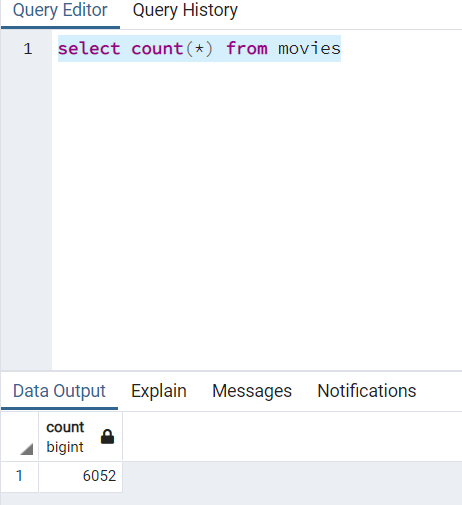 Query Editor Query History
1 select count(*) from movies
Data Output Explain Messages Notifications
count
bigint
1 6052